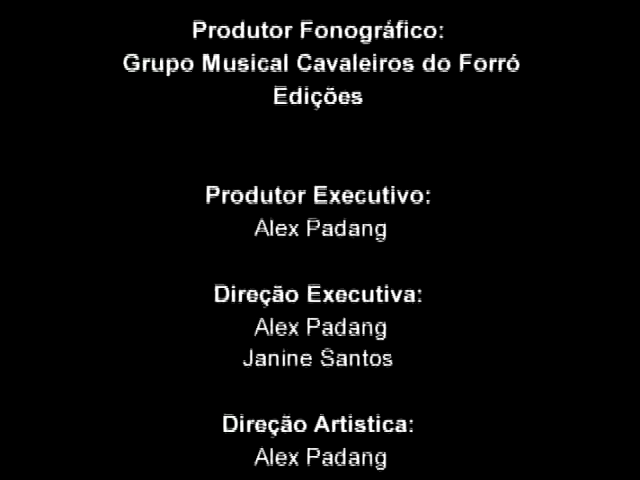 Produtor Fonográfico:
Grupo Musical Cavaleiros do Forró
Edições
Produtor Executivo:
Alex Padang
Direção Executiva:
Alex Padang
Janine Santos
Direção Artistica:
Alex Padang